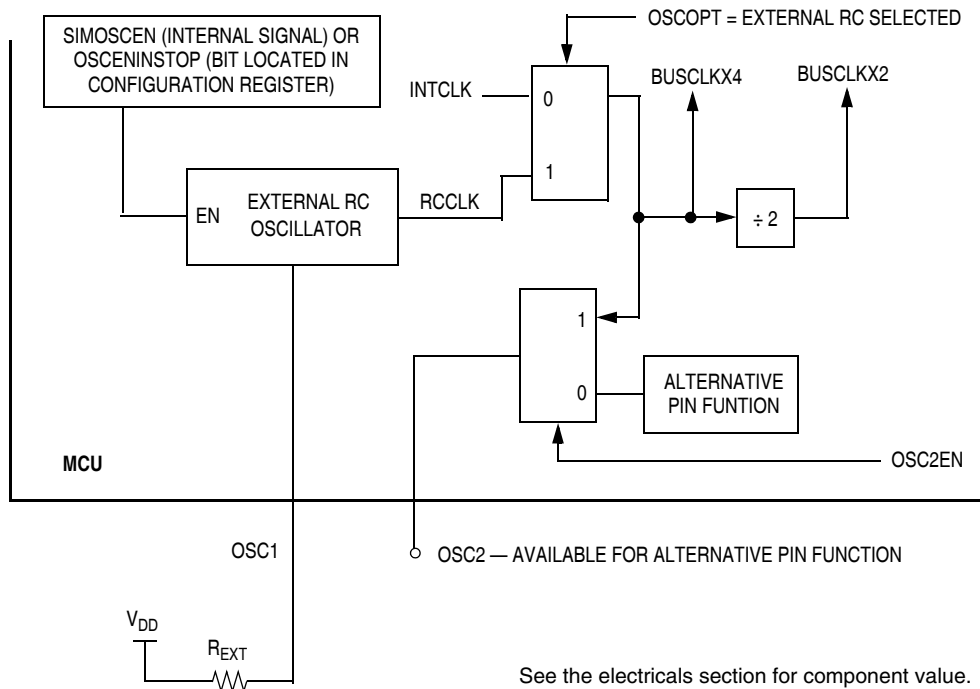 SIMOSCEN (INTERNAL SIGNAL) OR
OSCENINSTOP (BIT LOCATED IN
CONFIGURATION REGISTER)
OSCOPT = EXTERNAL RC SELECTED
INTCLK
BUSCLKX4
BUSCLKX2
0
1
EN
EXTERNAL RC
OSCILLATOR
RCCLK
÷ 2
1
0
ALTERNATIVE
PIN FUNTION
MCU
OSC2EN
OSC1
OSC2 — AVAILABLE FOR ALTERNATIVE PIN FUNCTION
VDD
REXT
See the electricals section for component value.